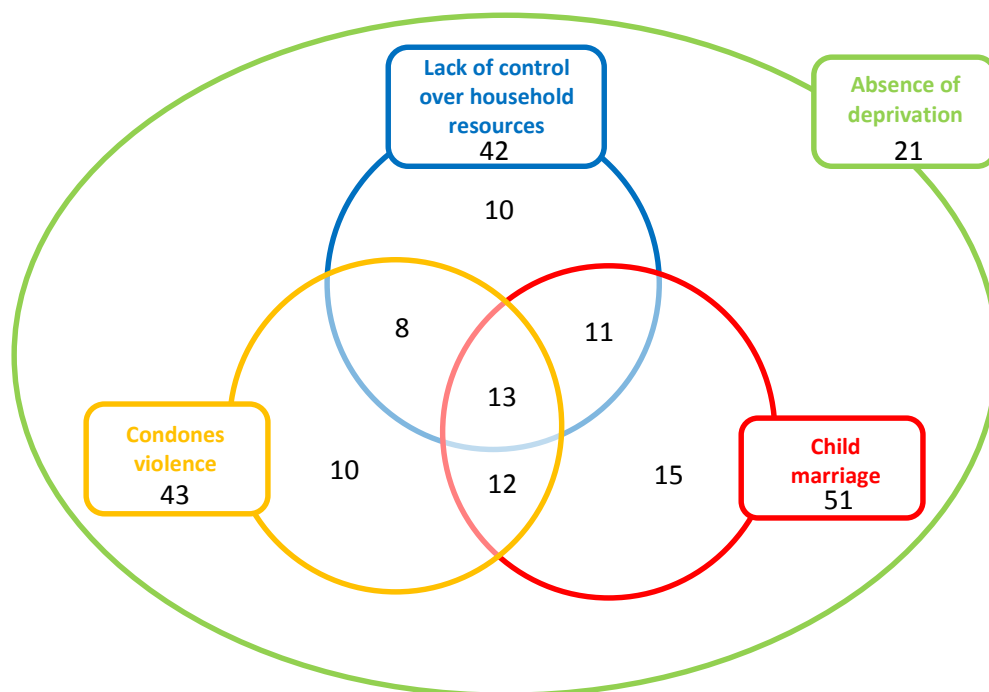 Lack of control
over household
resources
42
Absence of
deprivation
21
10
8
11
13
Condones
violence
43
10
12
15
Child
marriage
51